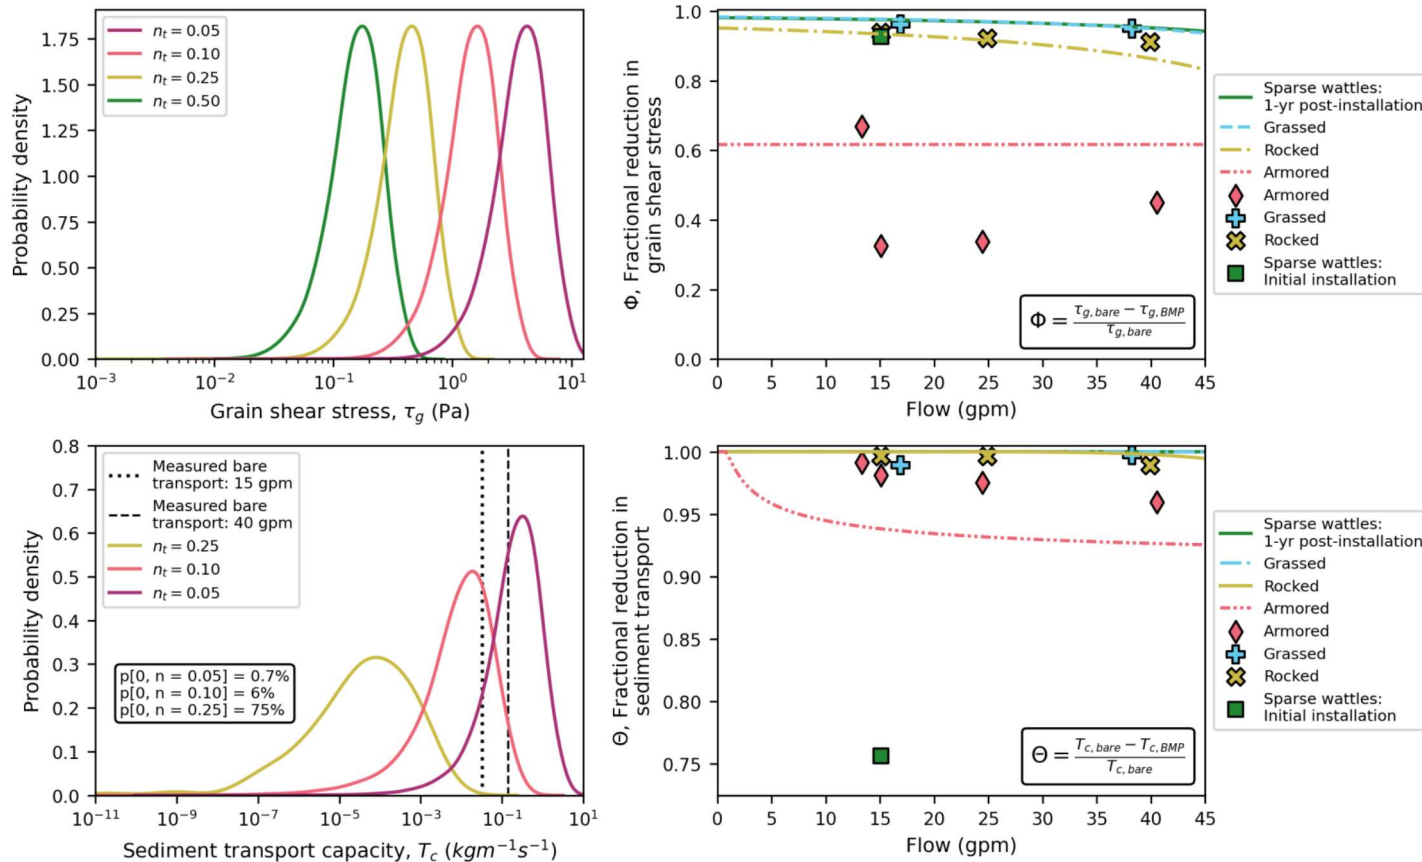 1.75
1.50
1.25
1.00
0.75
0.50
0.25
0.00
Probability density
n_t = 0.05
n_t = 0.10
n_t = 0.25
n_t = 0.50
10^{-3}
10^{-2}
10^{-1}
10^{0}
10^{1}
Grain shear stress, τ_g (Pa)
1.0
0.8
0.6
0.4
0.2
0.0
Φ, Fractional reduction in
grain shear stress
Φ = \frac{τ_{g,bare} − τ_{g,BMP}}{τ_{g,bare}}
0
5
10
15
20
25
30
35
40
45
Flow (gpm)
Sparse wattles:
1-yr post-installation
Grassed
Rocked
Armored
Armored
Grassed
Rocked
Sparse wattles:
Initial installation
0.8
0.7
0.6
0.5
0.4
0.3
0.2
0.1
0.0
Probability density
Measured bare
transport: 15 gpm
Measured bare
transport: 40 gpm
n_t = 0.25
n_t = 0.10
n_t = 0.05
p[0, n = 0.05] = 0.7%
p[0, n = 0.10] = 6%
p[0, n = 0.25] = 75%
10^{-11}
10^{-9}
10^{-7}
10^{-5}
10^{-3}
10^{-1}
10^{1}
Sediment transport capacity, T_c (kgm^{-1}s^{-1})
1.00
0.95
0.90
0.85
0.80
0.75
Θ, Fractional reduction in
sediment transport
Θ = \frac{T_{c,bare} − T_{c,BMP}}{T_{c,bare}}
0
5
10
15
20
25
30
35
40
45
Flow (gpm)
Sparse wattles:
1-yr post-installation
Grassed
Rocked
Armored
Armored
Grassed
Rocked
Sparse wattles:
Initial installation